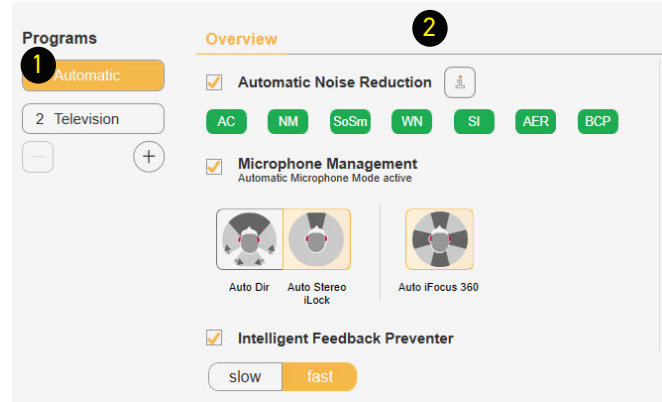 Programs
Overview
2
1
Automatic
Automatic Noise Reduction
i
2 Television
AC NM SoSm WN SI AER BCP
− +
Microphone Management
Automatic Microphone Mode active
Auto Dir
Auto Stereo
iLock
Auto iFocus 360
Intelligent Feedback Preventer
slow fast